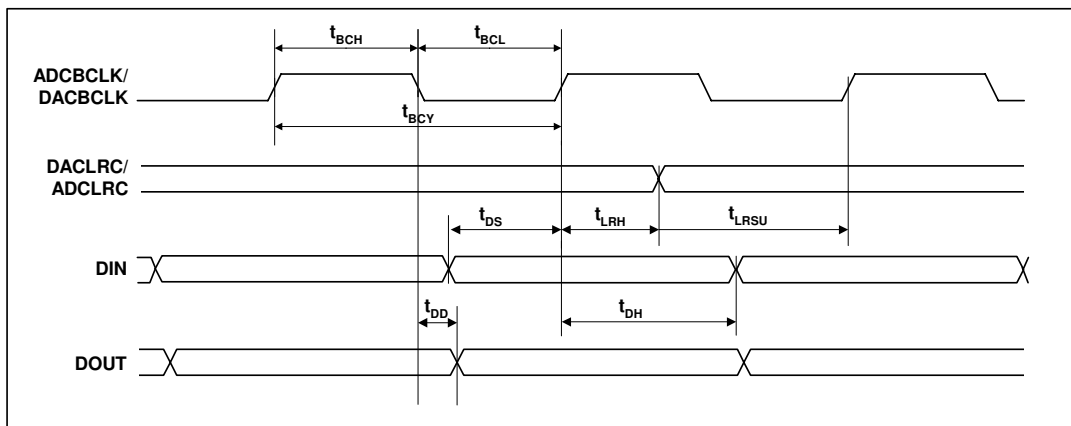 tBCH
tBCL
ADCBCLK/
DACBCLK
tBCY
DACLRC/
ADCLRC
tDS
tLRH
tLRSU
DIN
tDD
tDH
DOUT